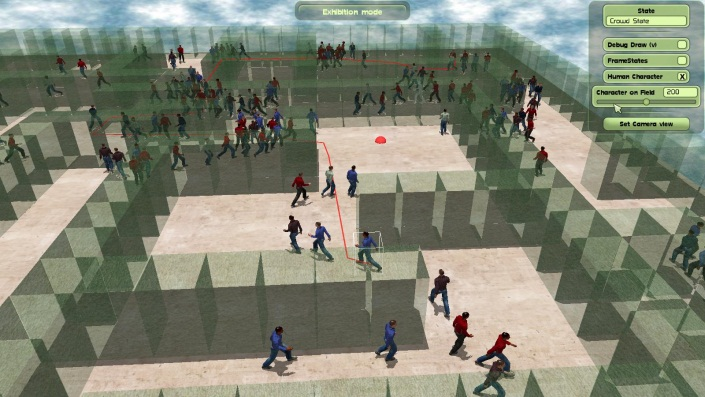 Exhibition mode
State
Crowd State
Debug Draw (v)
FrameStates
Human Character X
Character on Field 200
Set Camera view